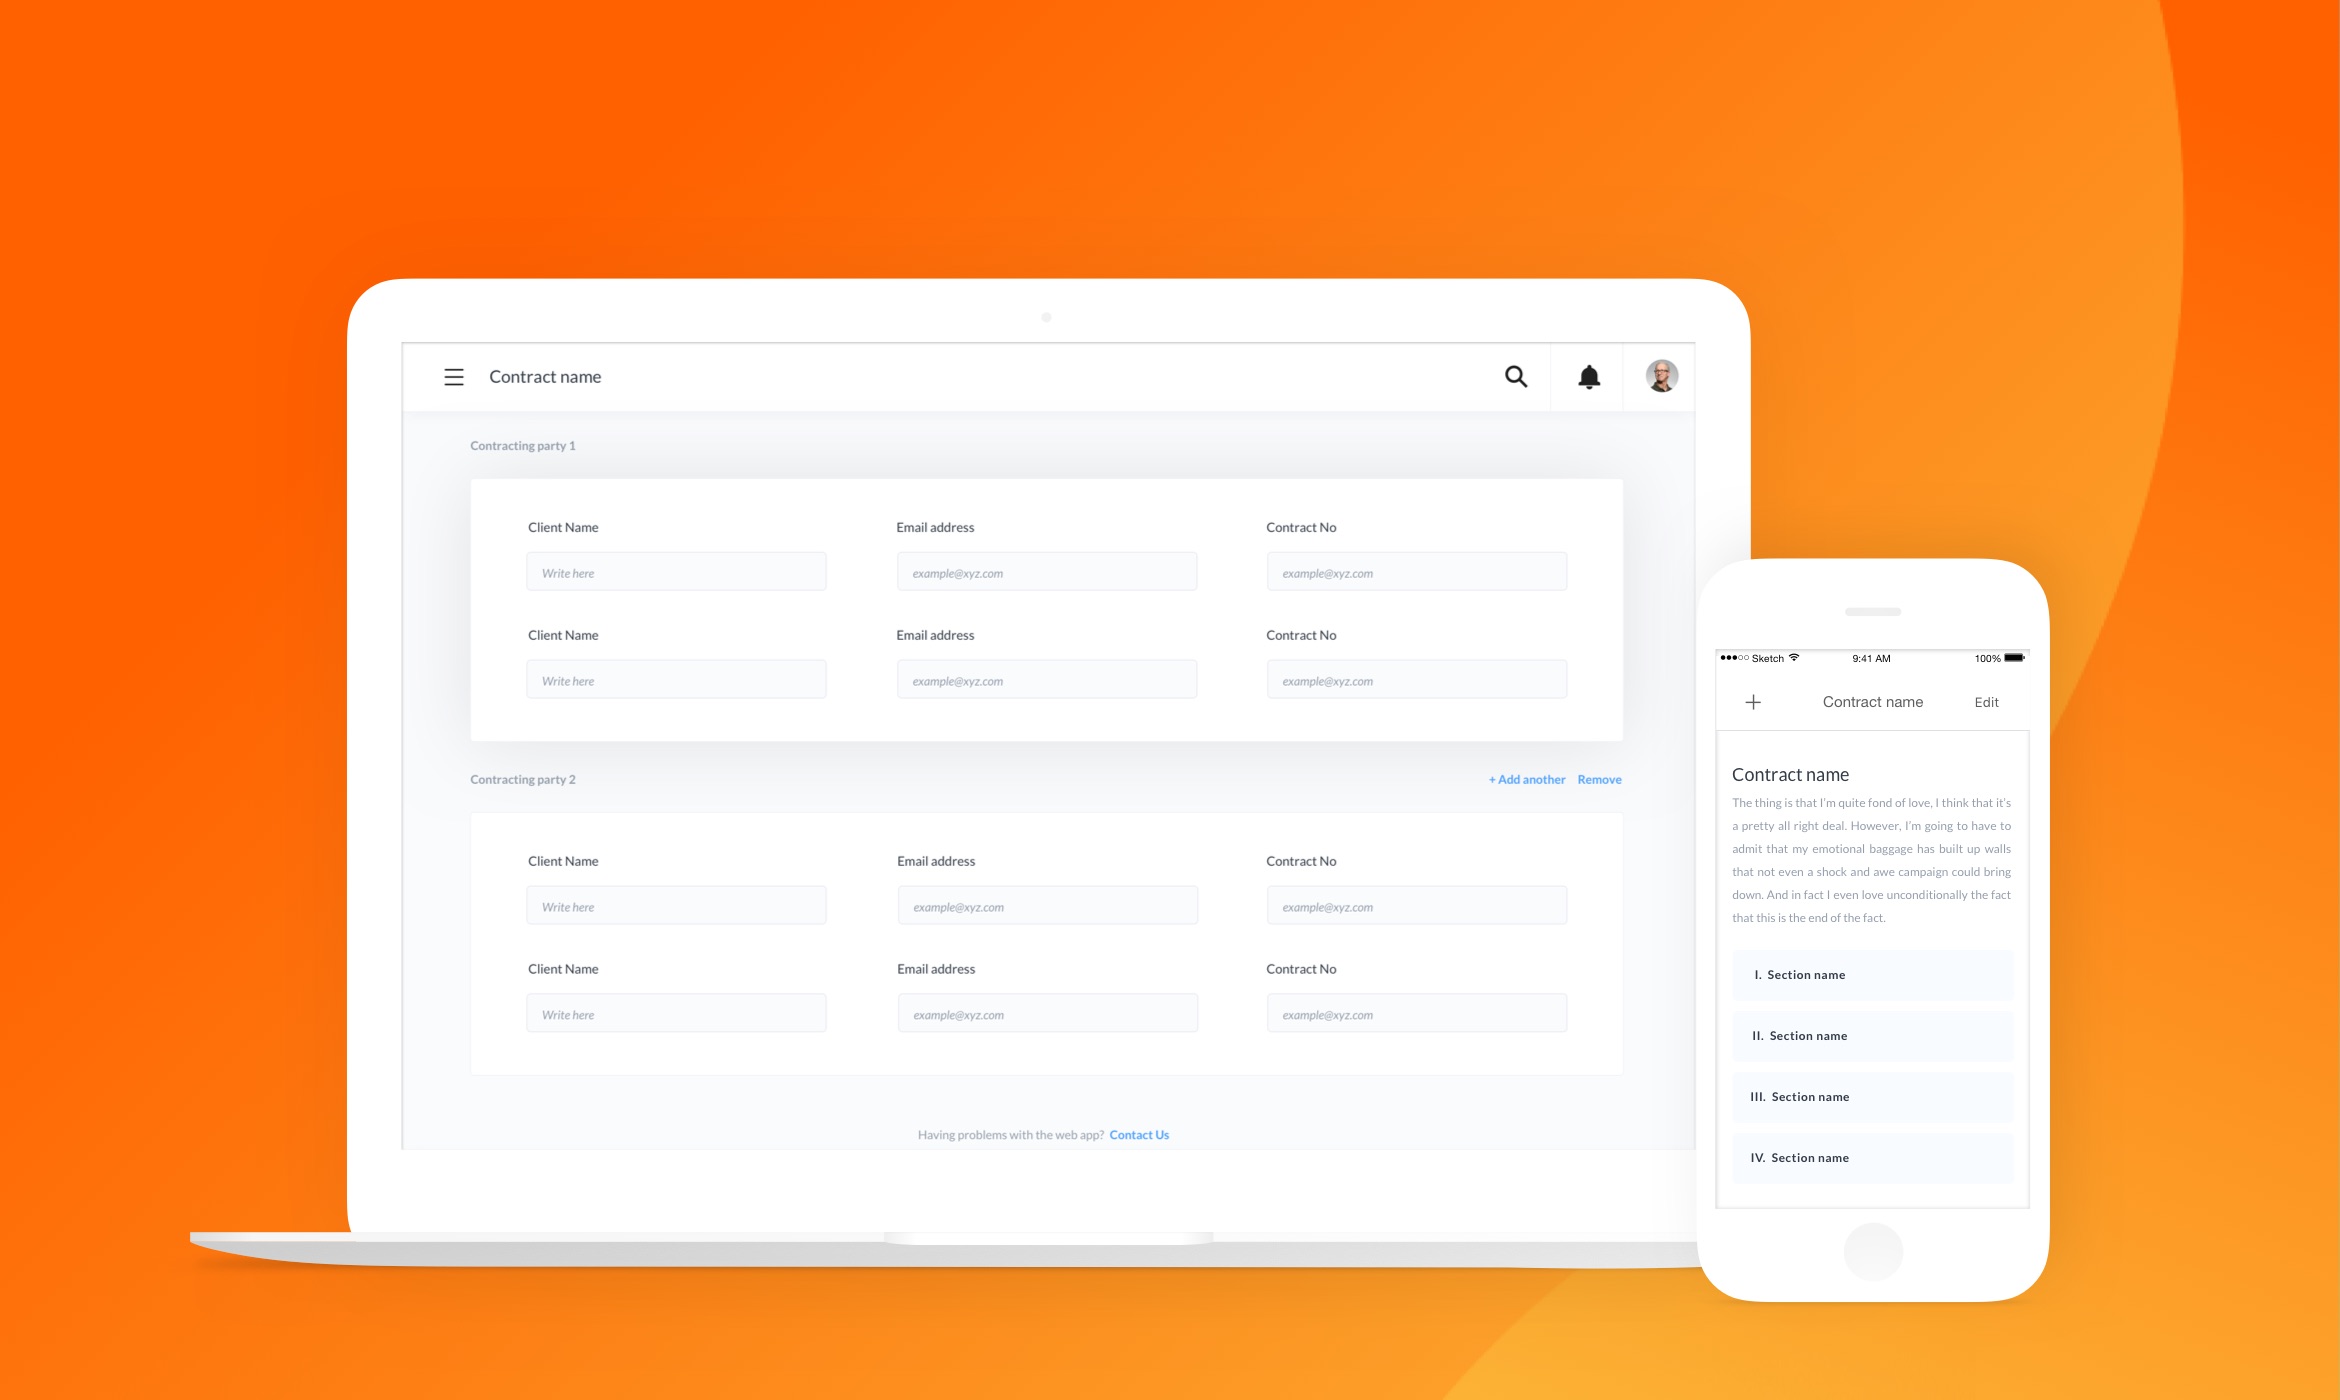 Contract name
Contracting party 1
Client Name Email address Contract No
Write here example@xyz.com example@xyz.com
Client Name Email address Contract No
Write here example@xyz.com example@xyz.com
Contracting party 2 + Add another Remove
Client Name Email address Contract No
Write here example@xyz.com example@xyz.com
Client Name Email address Contract No
Write here example@xyz.com example@xyz.com
Having problems with the web app? Contact Us
Sketch 9:41 AM 100%
+ Contract name Edit
Contract name
The thing is that I'm quite fond of love, I think that it's
a pretty all right deal. However, I'm going to have to
admit that my emotional baggage has built up walls
that not even a shock and awe campaign could bring
down. And in fact I even love unconditionally the fact
that this is the end of the fact.
I. Section name
II. Section name
III. Section name
IV. Section name